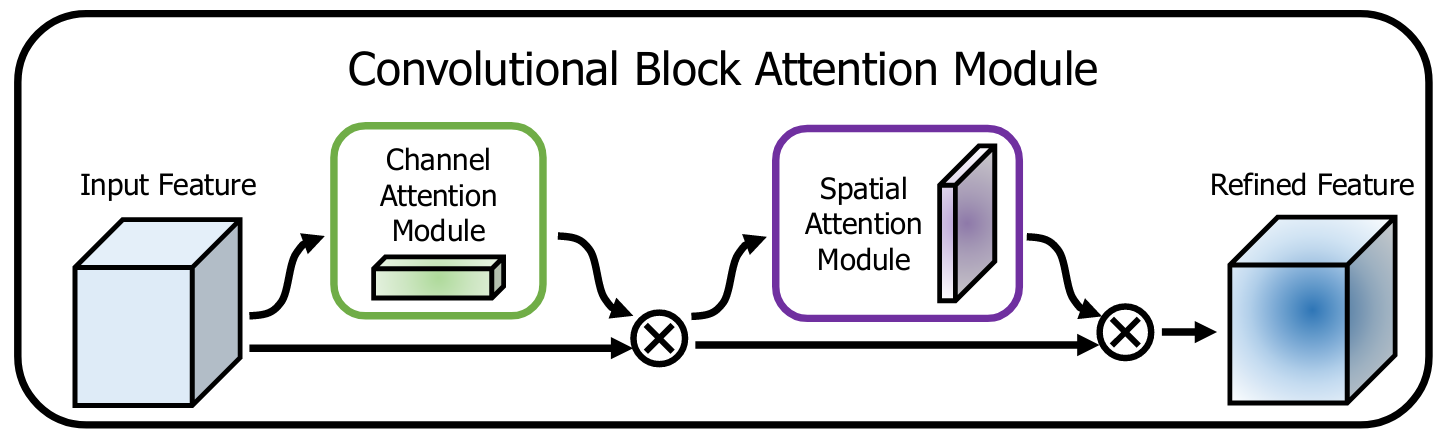 Convolutional Block Attention Module
Input Feature
Channel
Attention
Module
Spatial
Attention
Module
Refined Feature